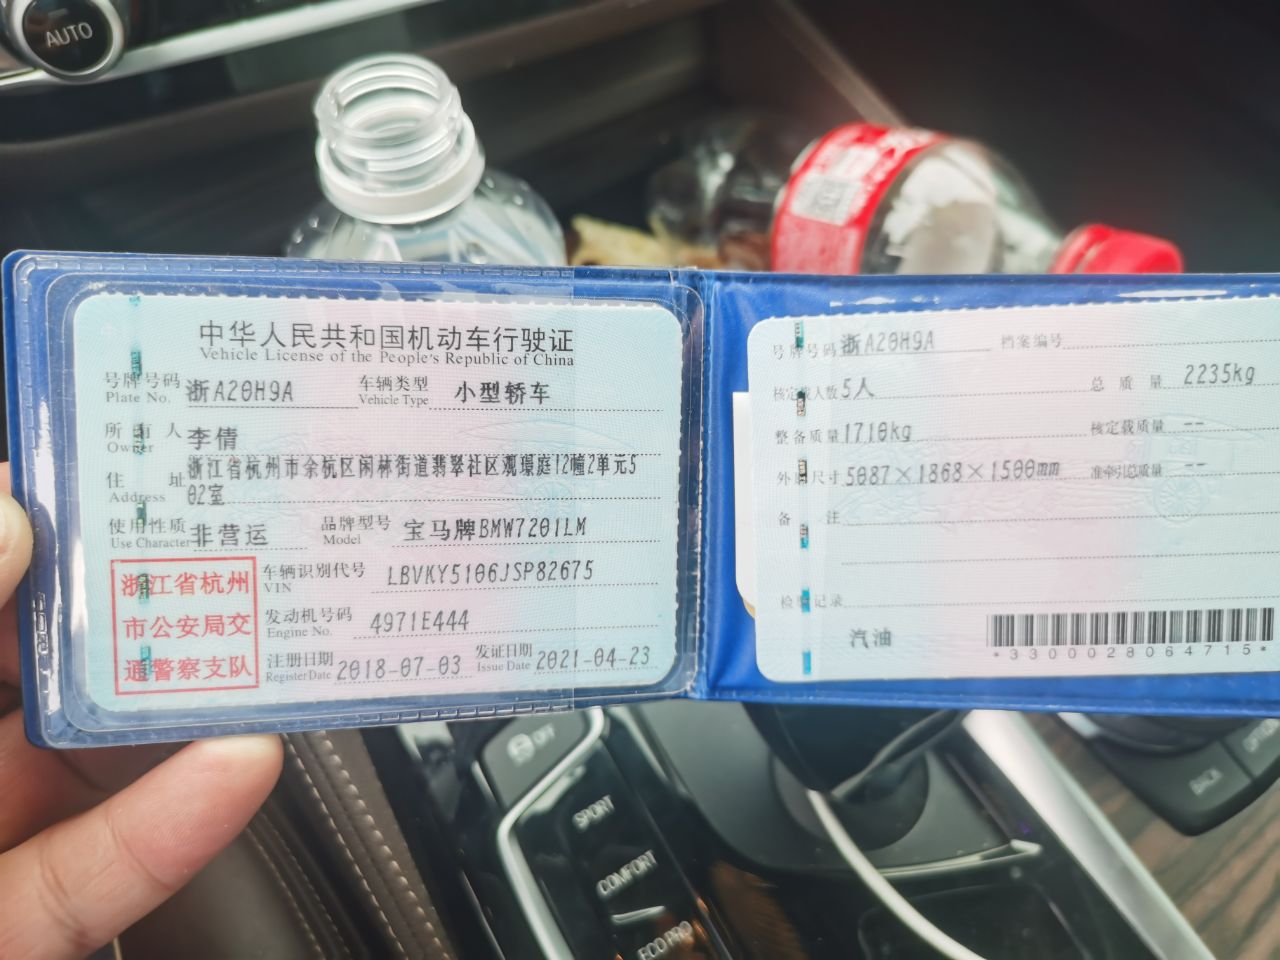 AUTO
中华人民共和国机动车行驶证
Vehicle License of the People's Republic of China
号牌号码 浙A20H9A 车辆类型 小型轿车
Plate No. Vehicle Type
所有人 李倩
Owner
住址 浙江省杭州市余杭区闲林街道翡翠社区观璟庭12幢2单元5
Address 02室
使用性质 非营运 品牌型号 宝马牌BMW7201LM
Use Character Model
浙江省杭州
市公安局交
通警察支队
车辆识别代号 LBVKY5106JSP82675
VIN
发动机号码 4971E444
Engine No.
注册日期 2018-07-03 发证日期 2021-04-23
Register Date Issue Date
号牌号码 浙A20H9A 档案编号
核定载人数 5人 总质量 2235kg
整备质量 1710kg 核定载质量 --
外廓尺寸 5087×1868×1500mm 准牵引总质量 --
备注
检验记录
汽油
*3300028064715*
OFF
SPORT
COMFORT
ECO PRO
BACK
OPTION